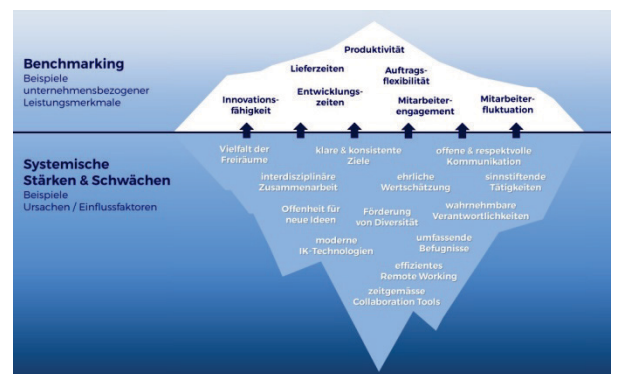 Benchmarking
Beispiele
unternehmensbezogener
Leistungsmerkmale
Produktivität
Lieferzeiten
Auftrags-
flexibilität
Entwicklungs-
zeiten
Innovations-
fähigkeit
Mitarbeiter-
engagement
Mitarbeiter-
fluktuation
Systemische
Stärken & Schwächen
Beispiele
Ursachen / Einflussfaktoren
Vielfalt der
Freiräume
klare & konsistente
Ziele
offene & respektvolle
Kommunikation
interdisziplinäre
Zusammenarbeit
ehrliche
Wertschätzung
sinnstiftende
Tätigkeiten
Offenheit für
neue Ideen
Förderung
von Diversität
wahrnehmbare
Verantwortlichkeiten
moderne
IK-Technologien
umfassende
Befugnisse
effizientes
Remote Working
zeitgemässe
Collaboration Tools